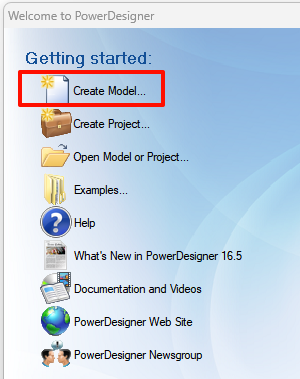 Welcome to PowerDesigner
Getting started:
Create Model...
Create Project...
Open Model or Project...
Examples...
Help
What's New in PowerDesigner 16.5
Documentation and Videos
PowerDesigner Web Site
PowerDesigner Newsgroup